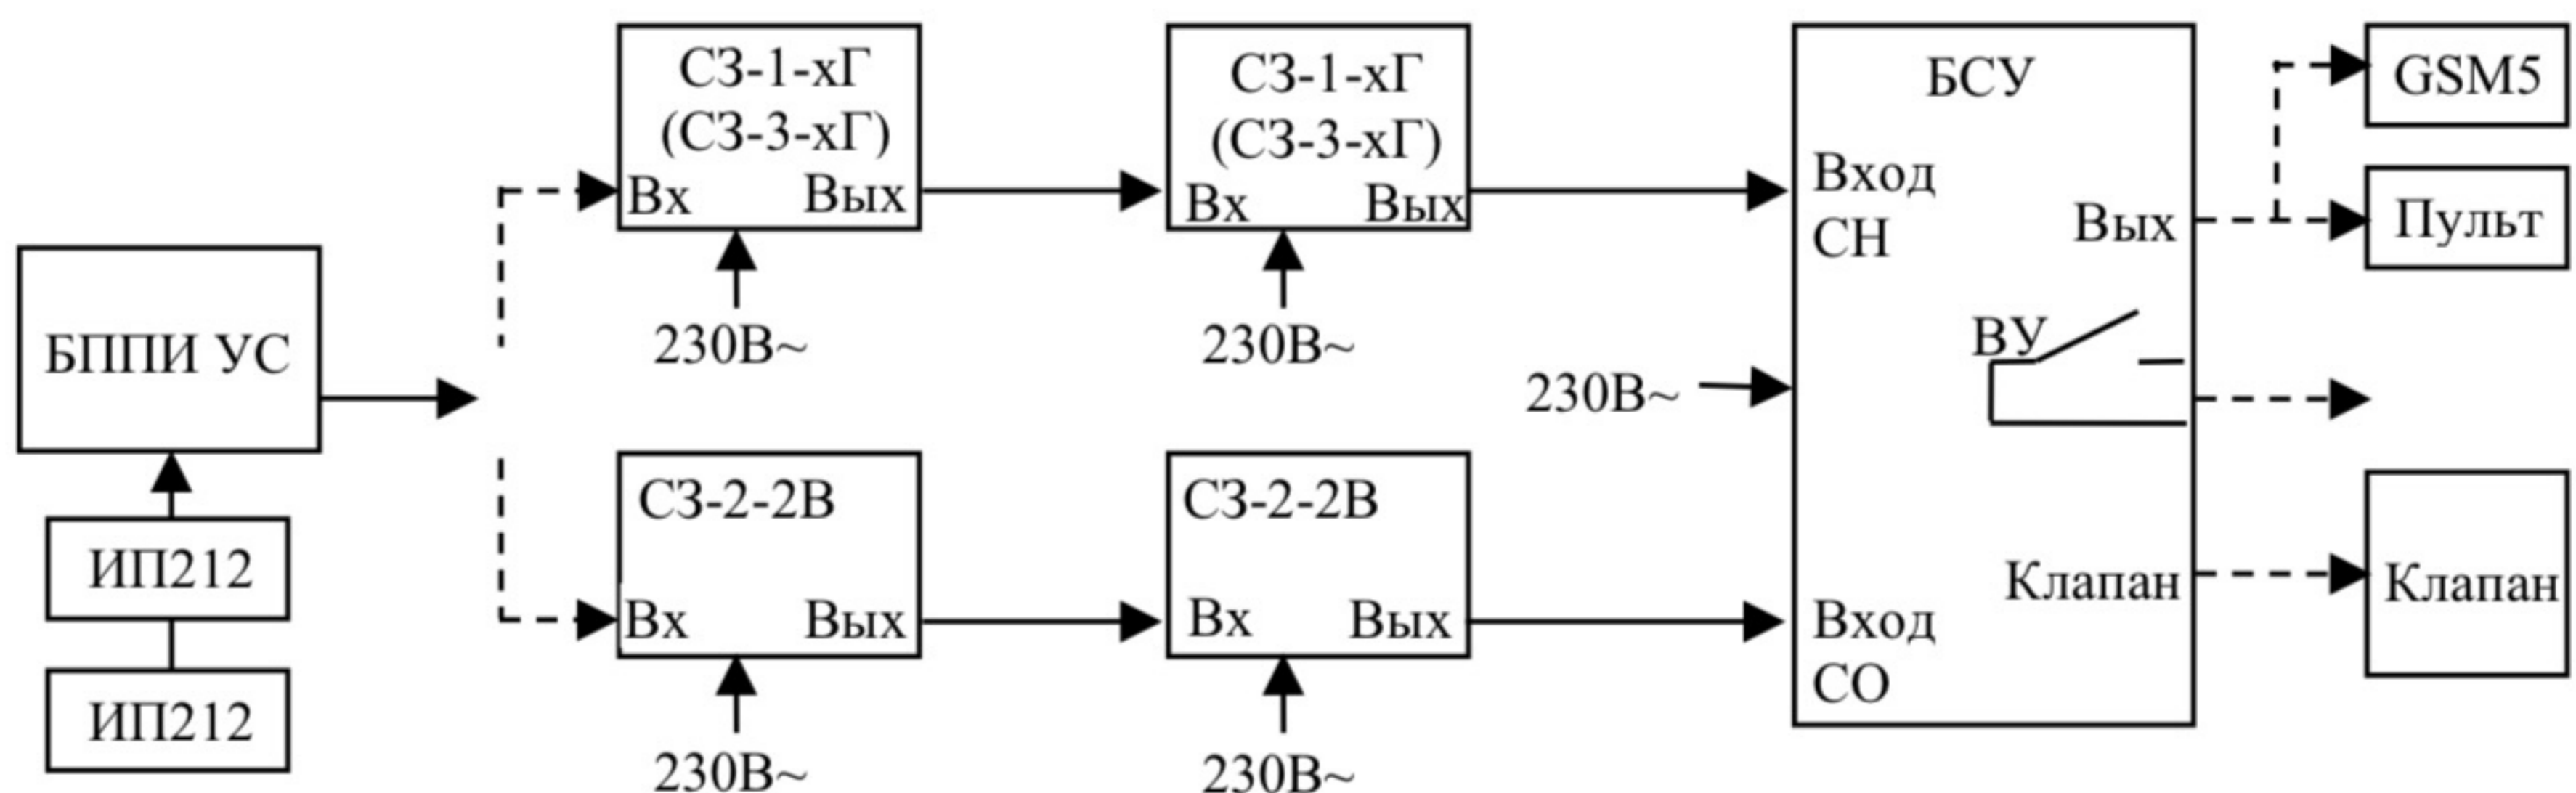 БППИ УС
ИП212
ИП212
СЗ-1-хГ
(СЗ-3-хГ)
Вх Вых
230В~
СЗ-1-хГ
(СЗ-3-хГ)
Вх Вых
230В~
СЗ-2-2В
Вх Вых
230В~
СЗ-2-2В
Вх Вых
230В~
БСУ
Вход
СН
Вых
ВУ
230В~
Клапан
Вход
СО
GSM5
Пульт
Клапан